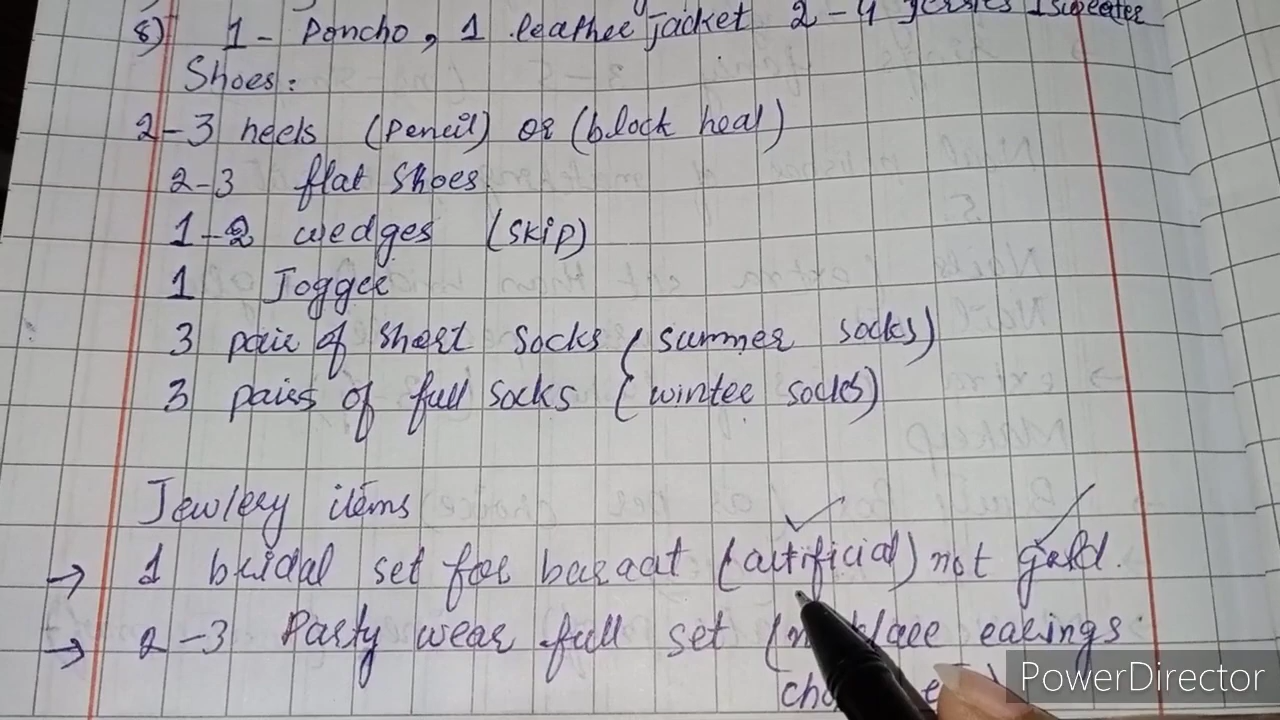 8) 1 - Poncho, 1 leather jacket 2-4 jersies 1sweater
Shoes:
2-3 heels (Pencil) or (block heal)
2-3 flat shoes
1-2 wedges (skip)
1 Jogger
3 pair of short socks (summer socks)
3 pairs of full socks (winter socks)
Jewlery items
→ 1 bridal set for baraat (artificial) not gold.
→ 2-3 Party wear full set ( earings
PowerDirector